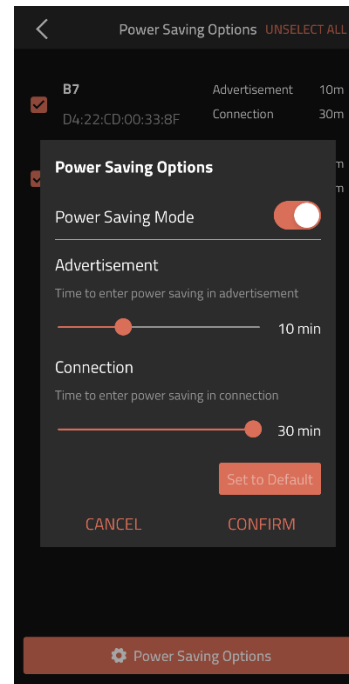 Power Saving Options UNSELECT ALL
B7 Advertisement 10m
D4:22:CD:00:33:8F Connection 30m
Power Saving Options
Power Saving Mode
Advertisement
Time to enter power saving in advertisement
10 min
Connection
Time to enter power saving in connection
30 min
Set to Default
CANCEL CONFIRM
Power Saving Options